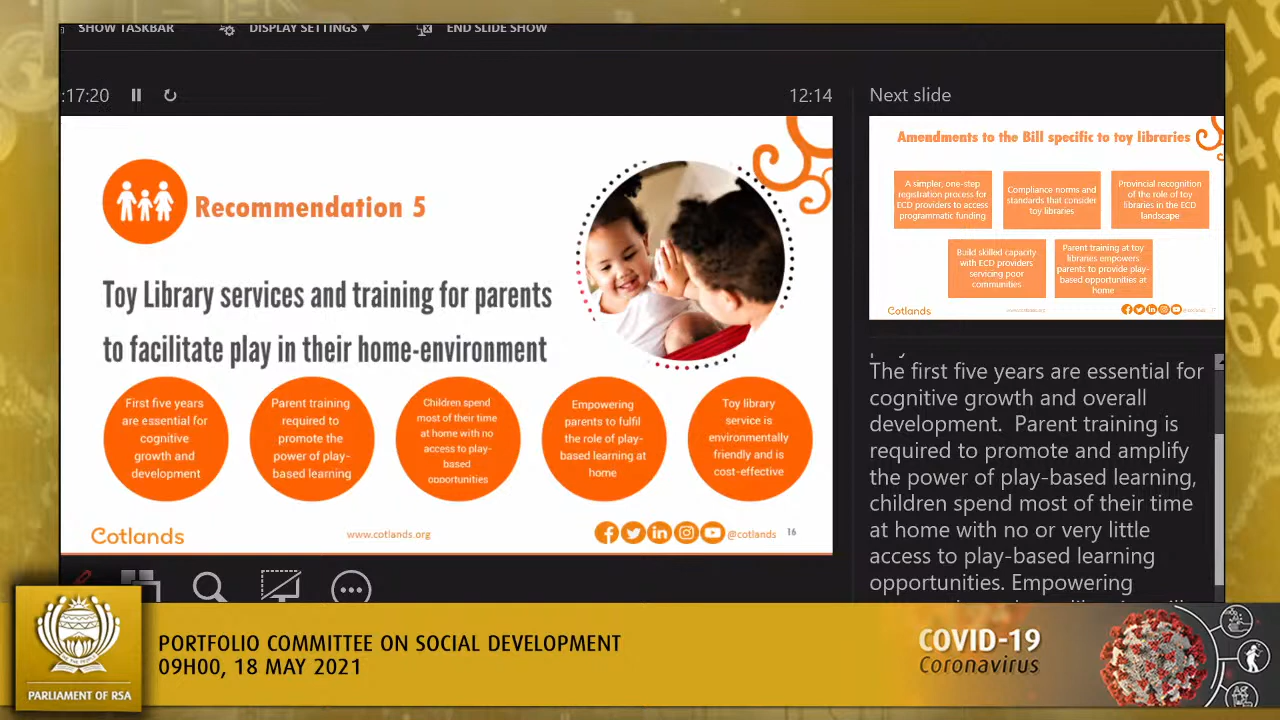 SHOW TASKBAR
DISPLAY SETTINGS ▼
END SLIDE SHOW
:17:20
12:14
Recommendation 5
Toy Library services and training for parents
to facilitate play in their home-environment
First five years
are essential for
cognitive
growth and
development
Parent training
required to
promote the
power of play-
based learning
Children spend
most of their time
at home with no
access to play-
based
opportunities
Empowering
parents to fulfil
the role of play-
based learning at
home
Toy library
service is
environmentally
friendly and is
cost-effective
Cotlands
www.cotlands.org
@cotlands
16
Next slide
Amendments to the Bill specific to toy libraries
A simpler, one-step
registration process for
ECD providers to access
programmatic funding
Compliance norms and
standards that consider
toy libraries
Provincial recognition
of the role of toy
libraries in the ECD
landscape
Build skilled capacity
with ECD providers
servicing poor
communities
Parent training at toy
libraries empowers
parents to provide play-
based opportunities at
home
Cotlands
www.cotlands.org
@cotlands
17
The first five years are essential for
cognitive growth and overall
development. Parent training is
required to promote and amplify
the power of play-based learning,
children spend most of their time
at home with no or very little
access to play-based learning
opportunities. Empowering
PARLIAMENT OF RSA
PORTFOLIO COMMITTEE ON SOCIAL DEVELOPMENT
09H00, 18 MAY 2021
COVID-19
Coronavirus